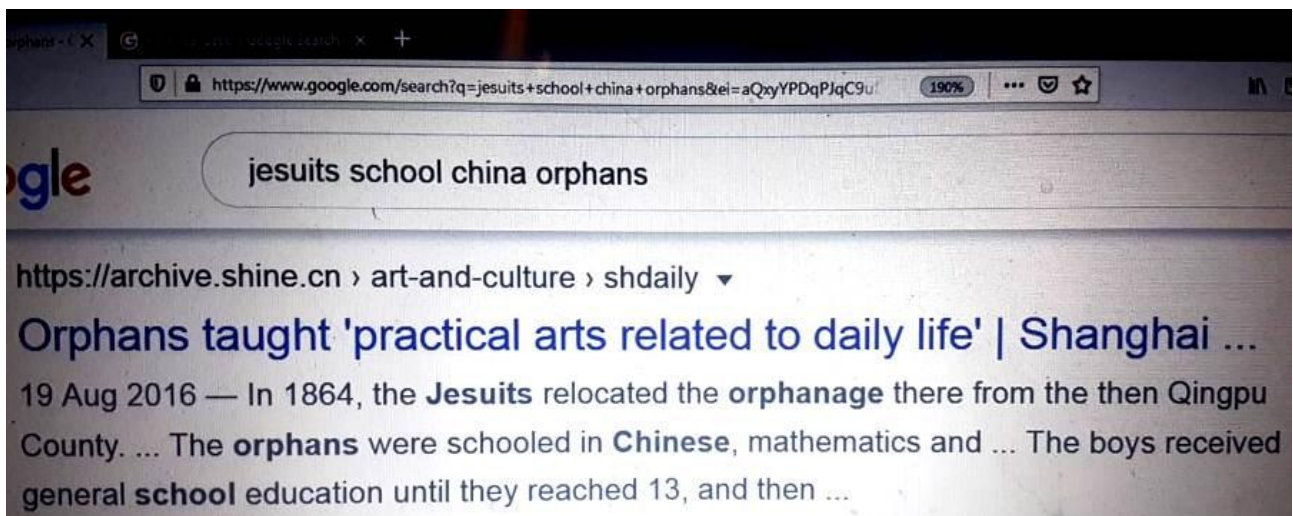 https://www.google.com/search?q=jesuits+school+china+orphans&ei=aQxyYPDqPJqC9u
190%
gle
jesuits school china orphans
https://archive.shine.cn › art-and-culture › shdaily
Orphans taught 'practical arts related to daily life' | Shanghai ...
19 Aug 2016 — In 1864, the Jesuits relocated the orphanage there from the then Qingpu
County. ... The orphans were schooled in Chinese, mathematics and ... The boys received
general school education until they reached 13, and then ...